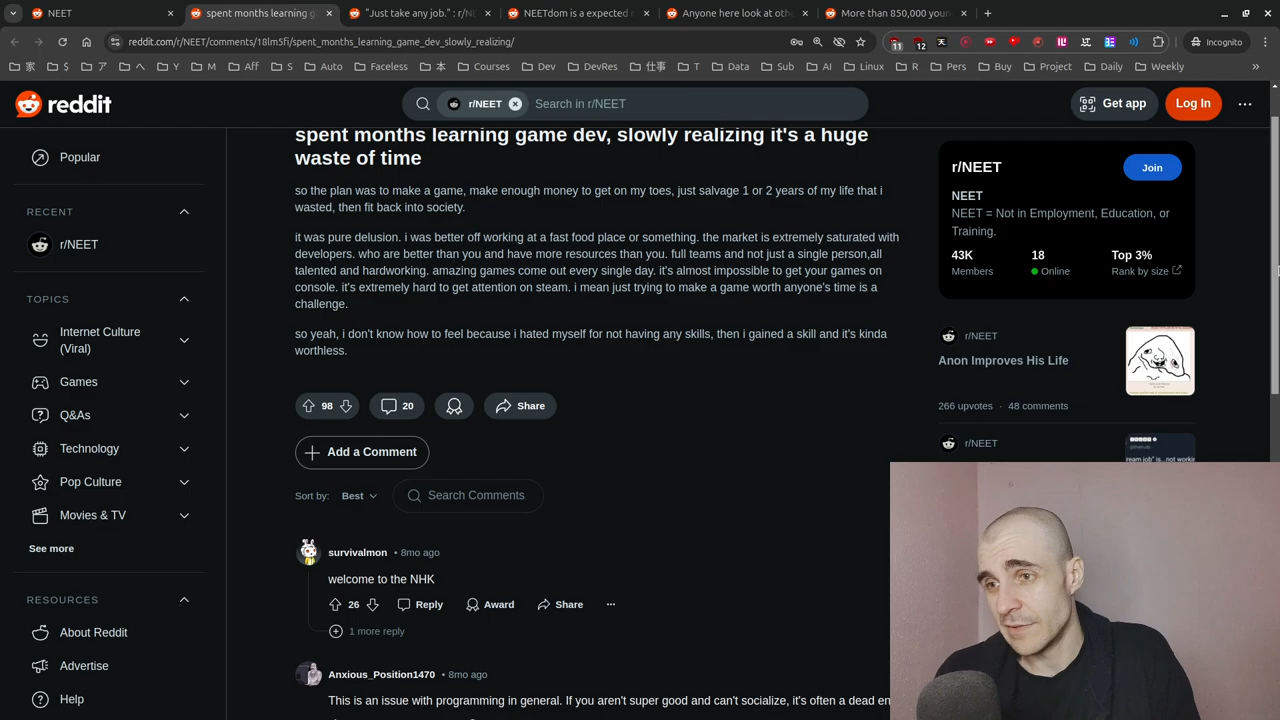 NEET
spent months learning g
"Just take any job." : r/N
NEETdom is a expected r
Anyone here look at oth
More than 850,000 youn
reddit.com/r/NEET/comments/18lm5fi/spent_months_learning_game_dev_slowly_realizing/
Incognito
家 $ ア へ Y M Aff S Auto Faceless 本 Courses Dev DevRes 仕事 T Data Sub AI Linux R Pers Buy Project Daily Weekly
reddit
r/NEET
Search in r/NEET
Get app
Log In
Popular
RECENT
r/NEET
TOPICS
Internet Culture
(Viral)
Games
Q&As
Technology
Pop Culture
Movies & TV
See more
RESOURCES
About Reddit
Advertise
Help
spent months learning game dev, slowly realizing it's a huge
waste of time
so the plan was to make a game, make enough money to get on my toes, just salvage 1 or 2 years of my life that i
wasted, then fit back into society.
it was pure delusion. i was better off working at a fast food place or something. the market is extremely saturated with
developers. who are better than you and have more resources than you. full teams and not just a single person,all
talented and hardworking. amazing games come out every single day. it's almost impossible to get your games on
console. it's extremely hard to get attention on steam. i mean just trying to make a game worth anyone's time is a
challenge.
so yeah, i don't know how to feel because i hated myself for not having any skills, then i gained a skill and it's kinda
worthless.
98
20
Share
Add a Comment
Sort by: Best
Search Comments
survivalmon • 8mo ago
welcome to the NHK
26 Reply Award Share
1 more reply
Anxious_Position1470 • 8mo ago
This is an issue with programming in general. If you aren't super good and can't socialize, it's often a dead en
r/NEET
Join
NEET
NEET = Not in Employment, Education, or
Training.
43K 18 Top 3%
Members Online Rank by size
r/NEET
Anon Improves His Life
266 upvotes · 48 comments
r/NEET